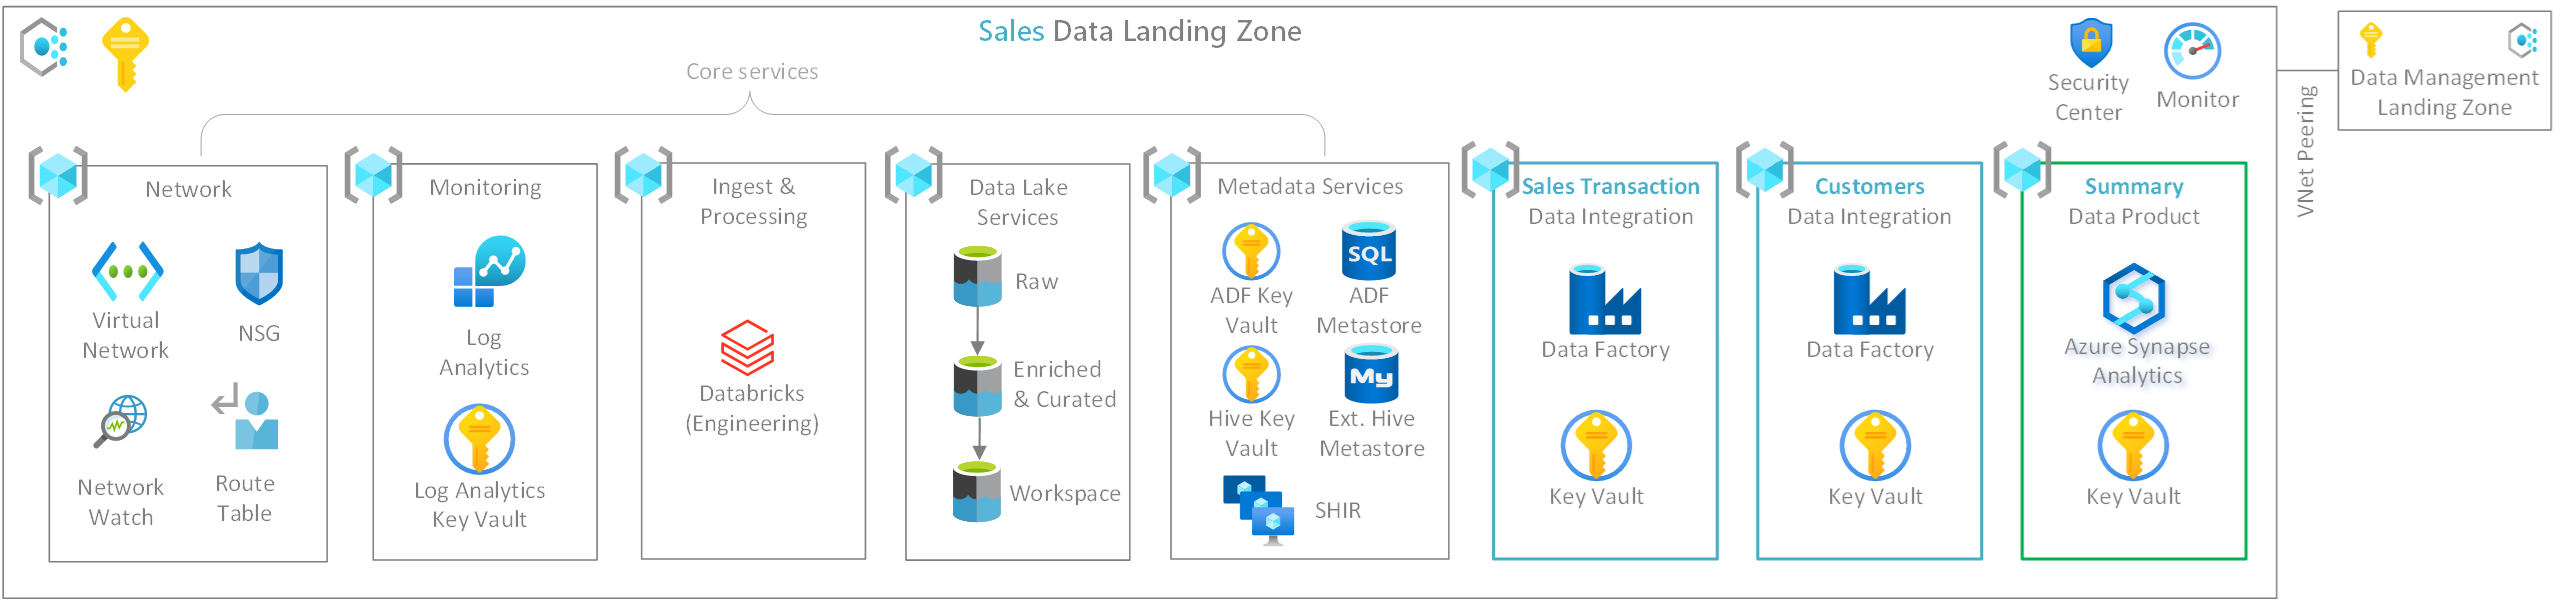 Sales Data Landing Zone
Core services
Security
Center
Monitor
VNet Peering
Data Management
Landing Zone
Network
Virtual
Network
NSG
Network
Watch
Route
Table
Monitoring
Log
Analytics
Log Analytics
Key Vault
Ingest &
Processing
Databricks
(Engineering)
Data Lake
Services
Raw
Enriched
& Curated
Workspace
Metadata Services
ADF Key
Vault
SQL
ADF
Metastore
Hive Key
Vault
My
Ext. Hive
Metastore
SHIR
Sales Transaction
Data Integration
Data Factory
Key Vault
Customers
Data Integration
Data Factory
Key Vault
Summary
Data Product
Azure Synapse
Analytics
Key Vault